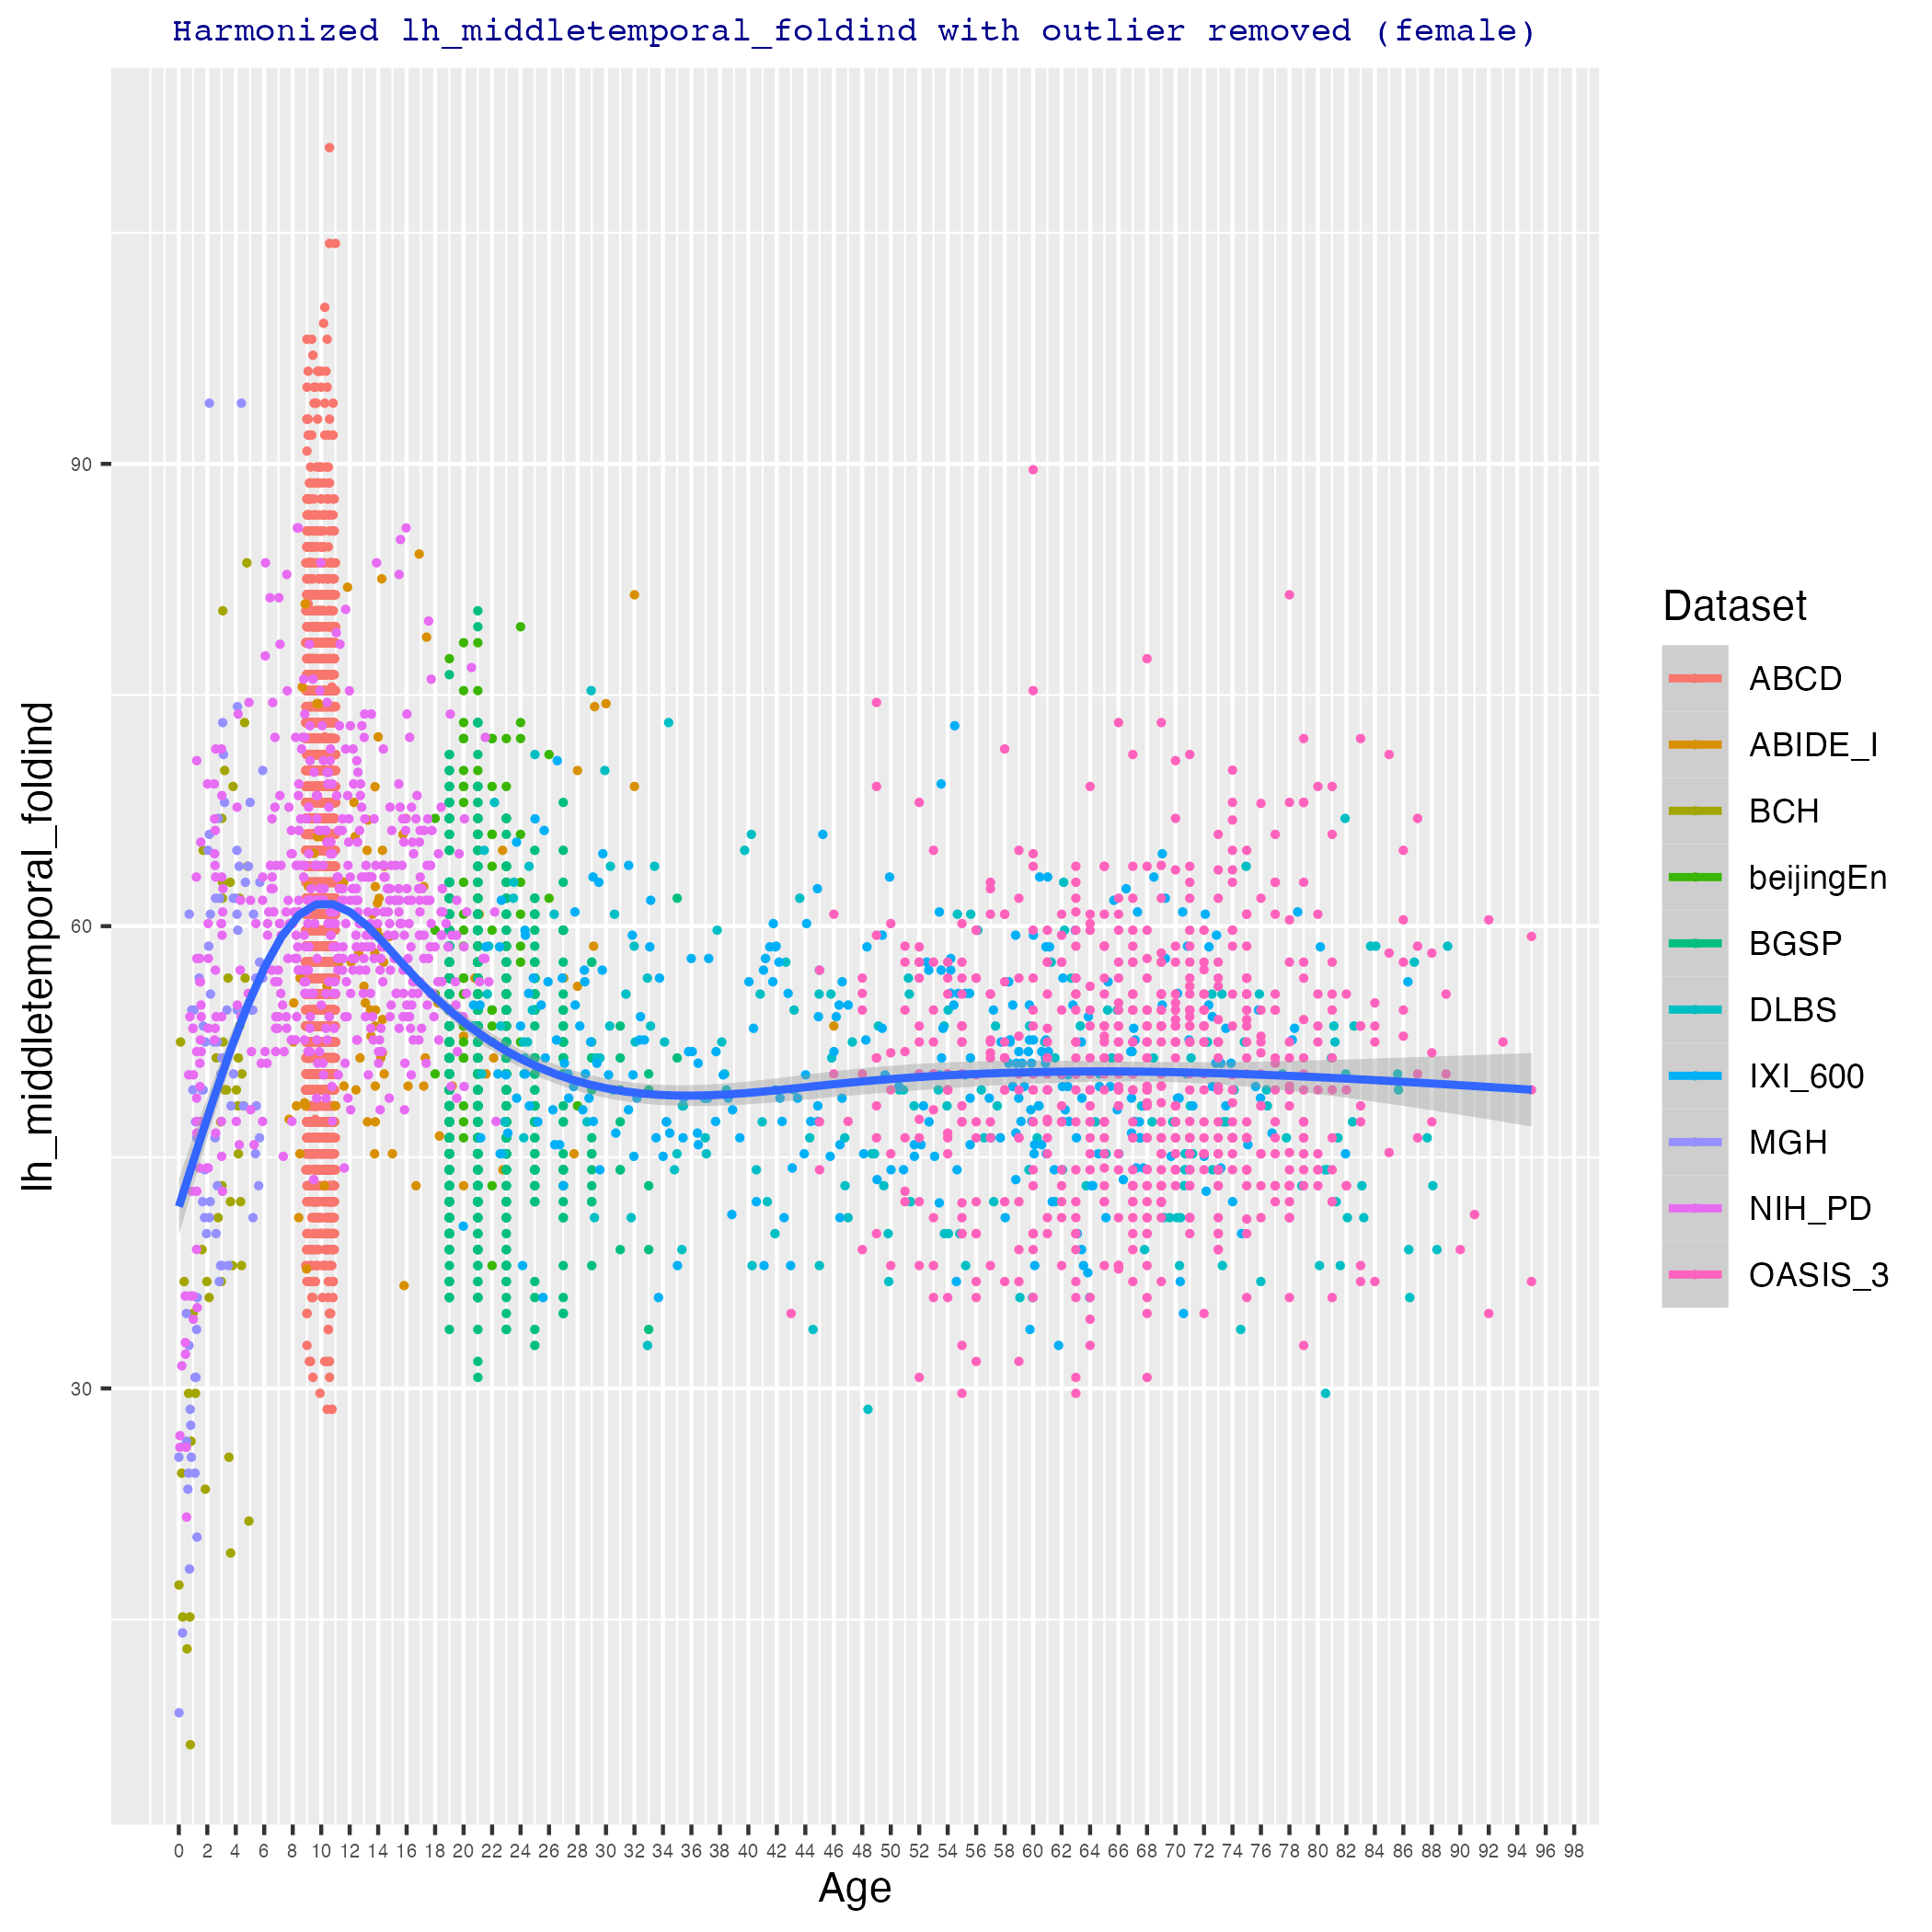 Harmonized lh_middletemporal_foldind with outlier removed (female)
lh_middletemporal_foldind
90
60
30
0 2 4 6 8 10 12 14 16 18 20 22 24 26 28 30 32 34 36 38 40 42 44 46 48 50 52 54 56 58 60 62 64 66 68 70 72 74 76 78 80 82 84 86 88 90 92 94 96 98
Age
Dataset
ABCD
ABIDE_I
BCH
beijingEn
BGSP
DLBS
IXI_600
MGH
NIH_PD
OASIS_3